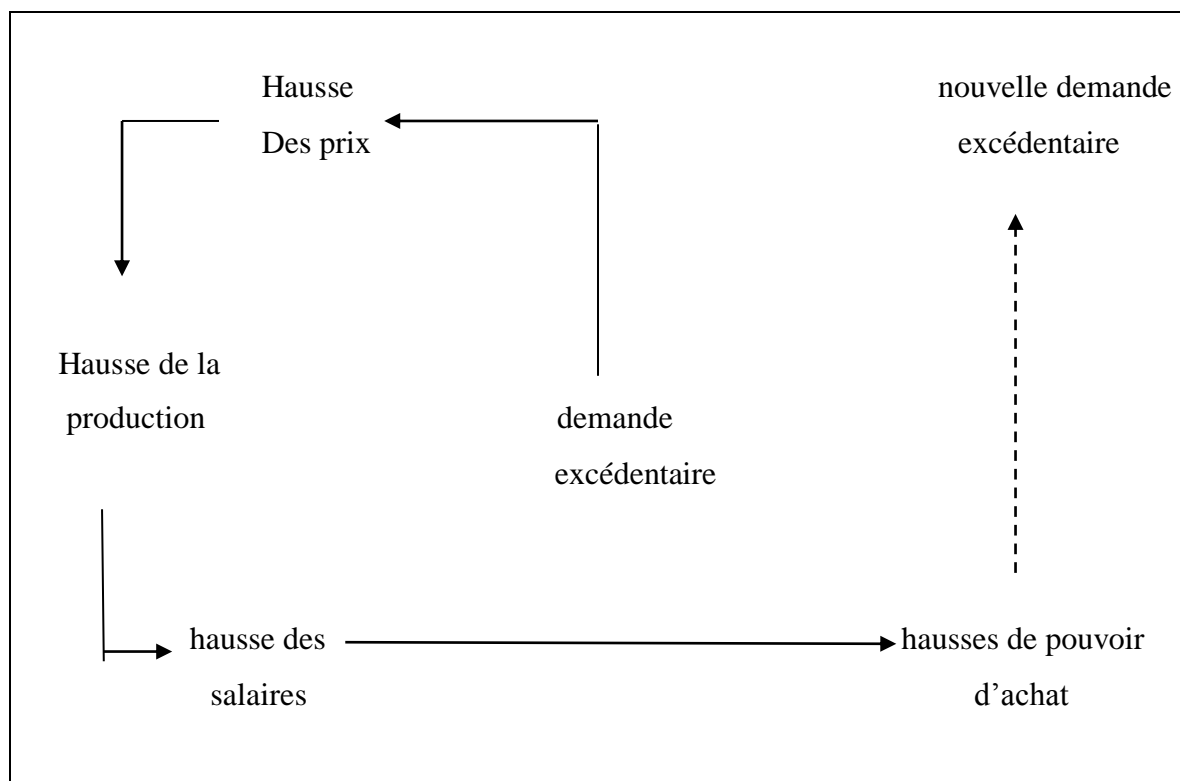 Hausse
Des prix
nouvelle demande
excédentaire
Hausse de la
production
demande
excédentaire
hausse des
salaires
hausses de pouvoir
d’achat